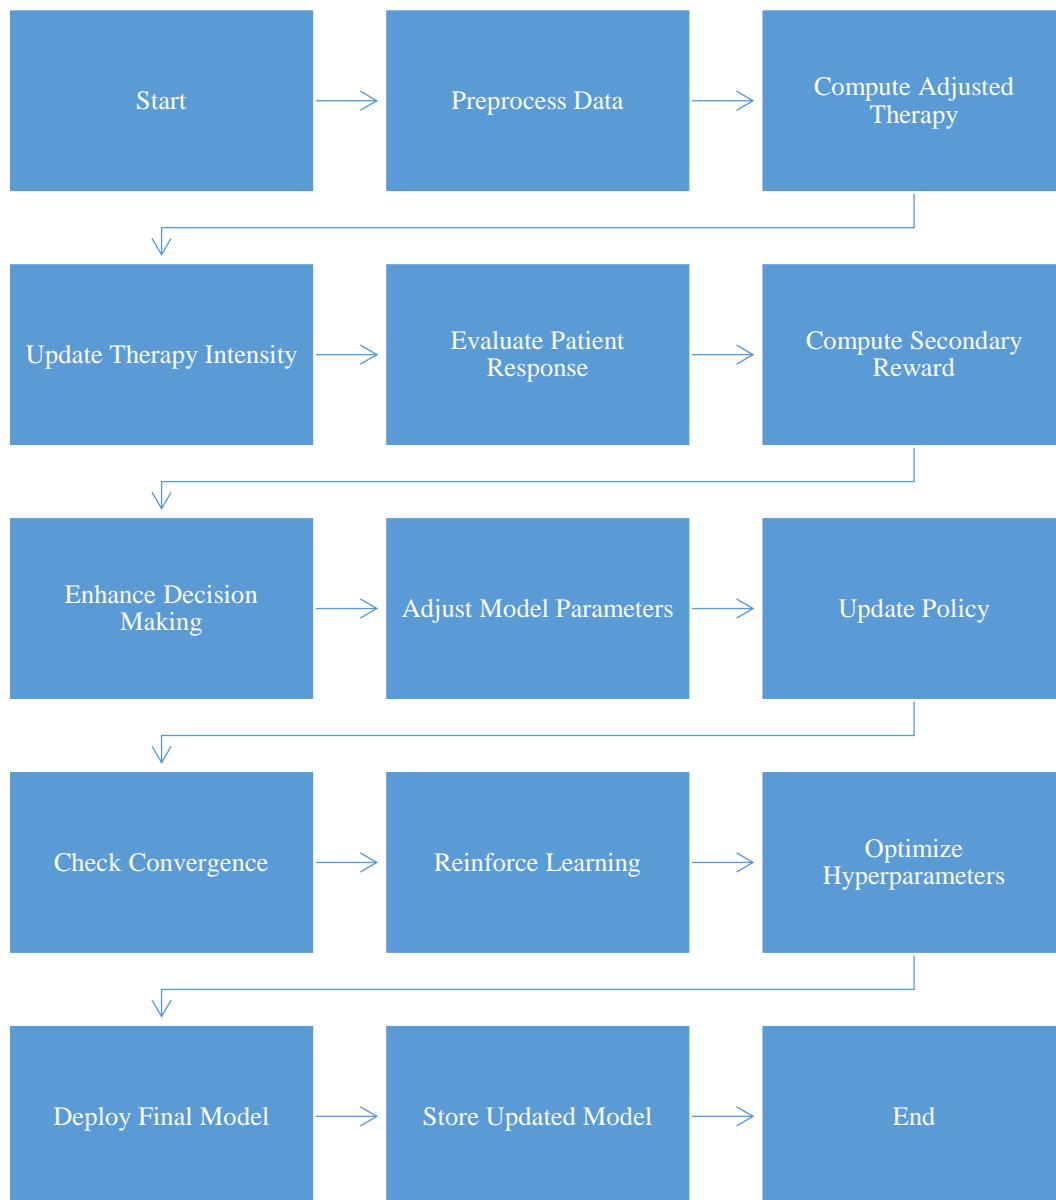 Start
Preprocess Data
Compute Adjusted
Therapy
Update Therapy Intensity
Evaluate Patient
Response
Compute Secondary
Reward
Enhance Decision
Making
Adjust Model Parameters
Update Policy
Check Convergence
Reinforce Learning
Optimize
Hyperparameters
Deploy Final Model
Store Updated Model
End